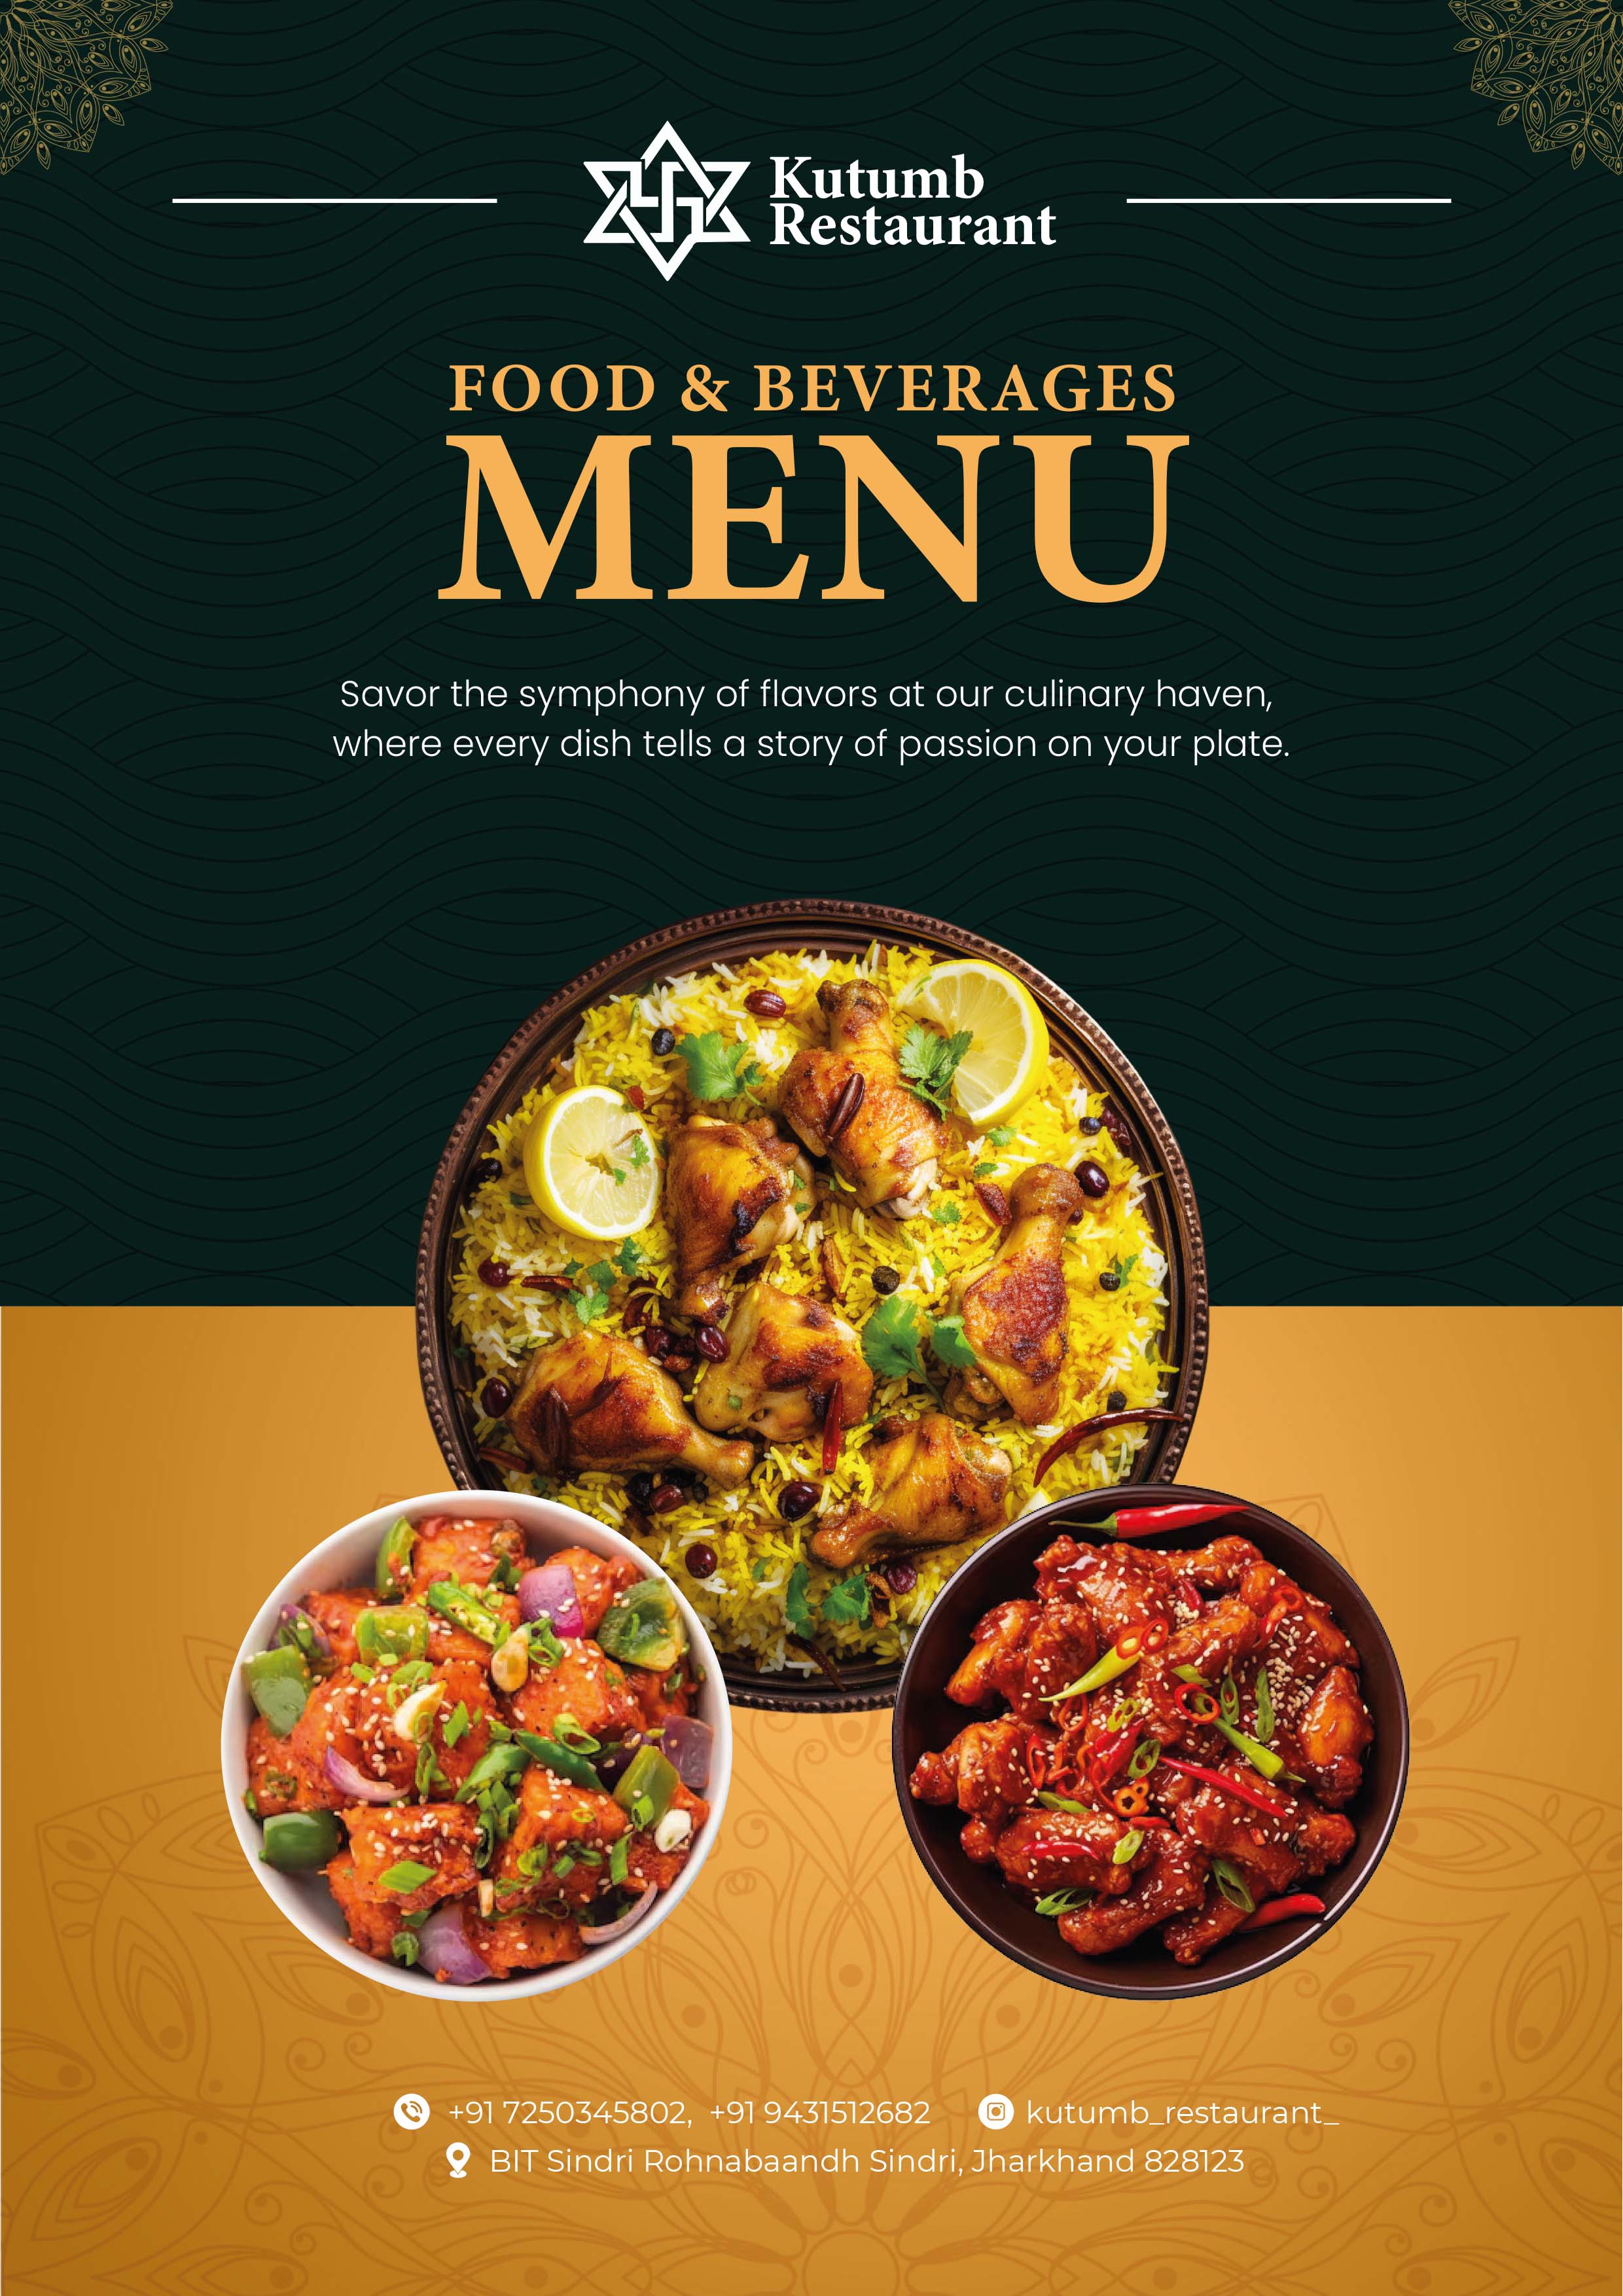 Kutumb
Restaurant
FOOD & BEVERAGES
MENU
Savor the symphony of flavors at our culinary haven,
where every dish tells a story of passion on your plate.
+91 7250345802, +91 9431512682 kutumb_restaurant_
BIT Sindri Rohnabaandh Sindri, Jharkhand 828123